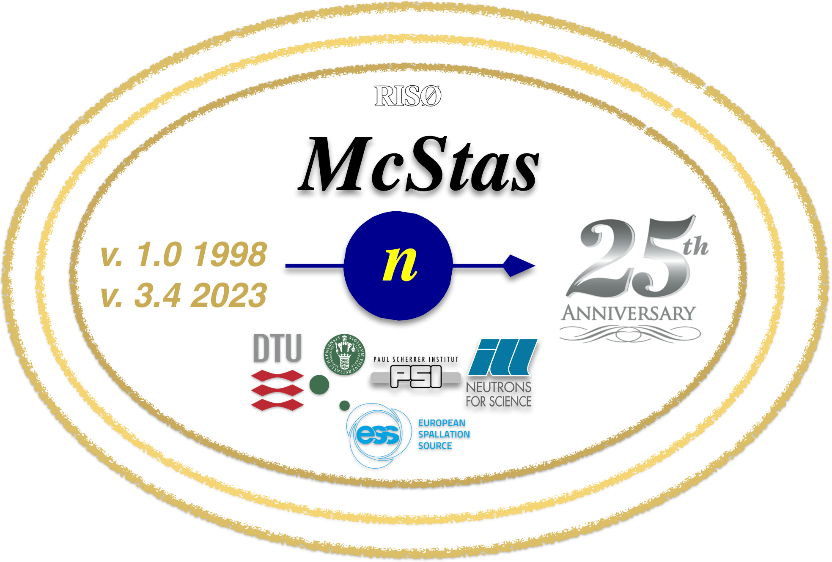 RISØ
McStas
v. 1.0 1998
v. 3.4 2023
n
25th
ANNIVERSARY
DTU
PAUL SCHERRER INSTITUT
PSI
ill
NEUTRONS
FOR SCIENCE
ess
EUROPEAN
SPALLATION
SOURCE